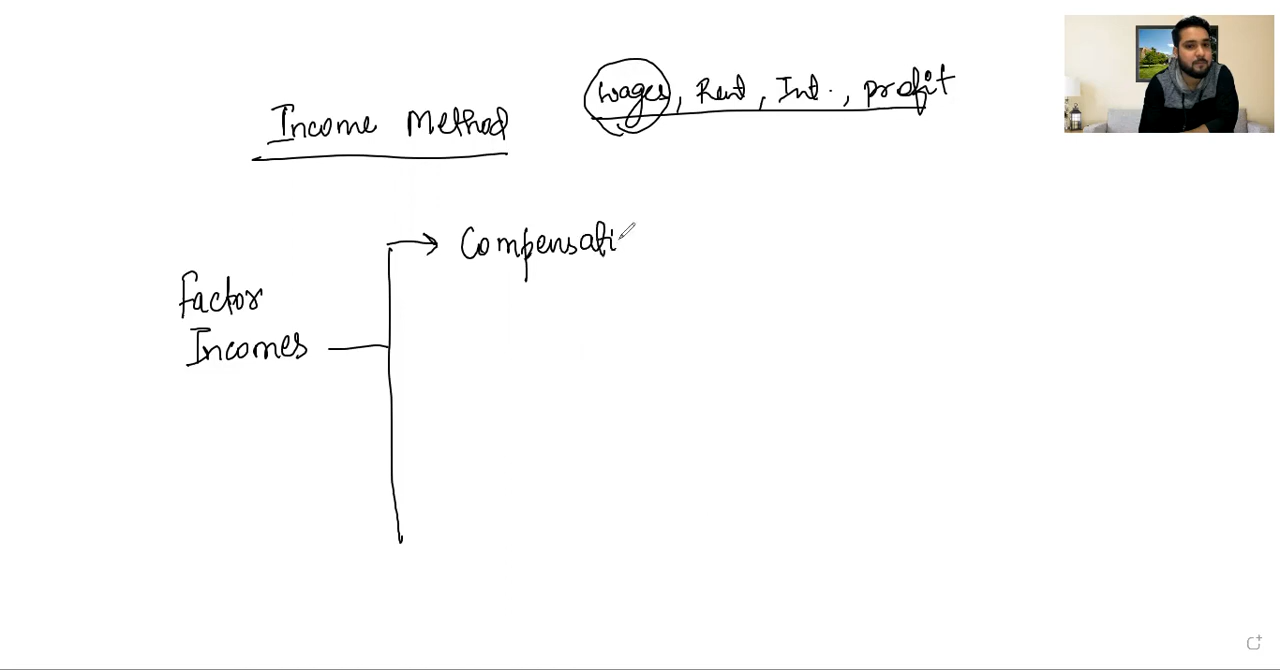 Income Method
Wages, Rent, Int., profit
Compensati
Factor
Incomes